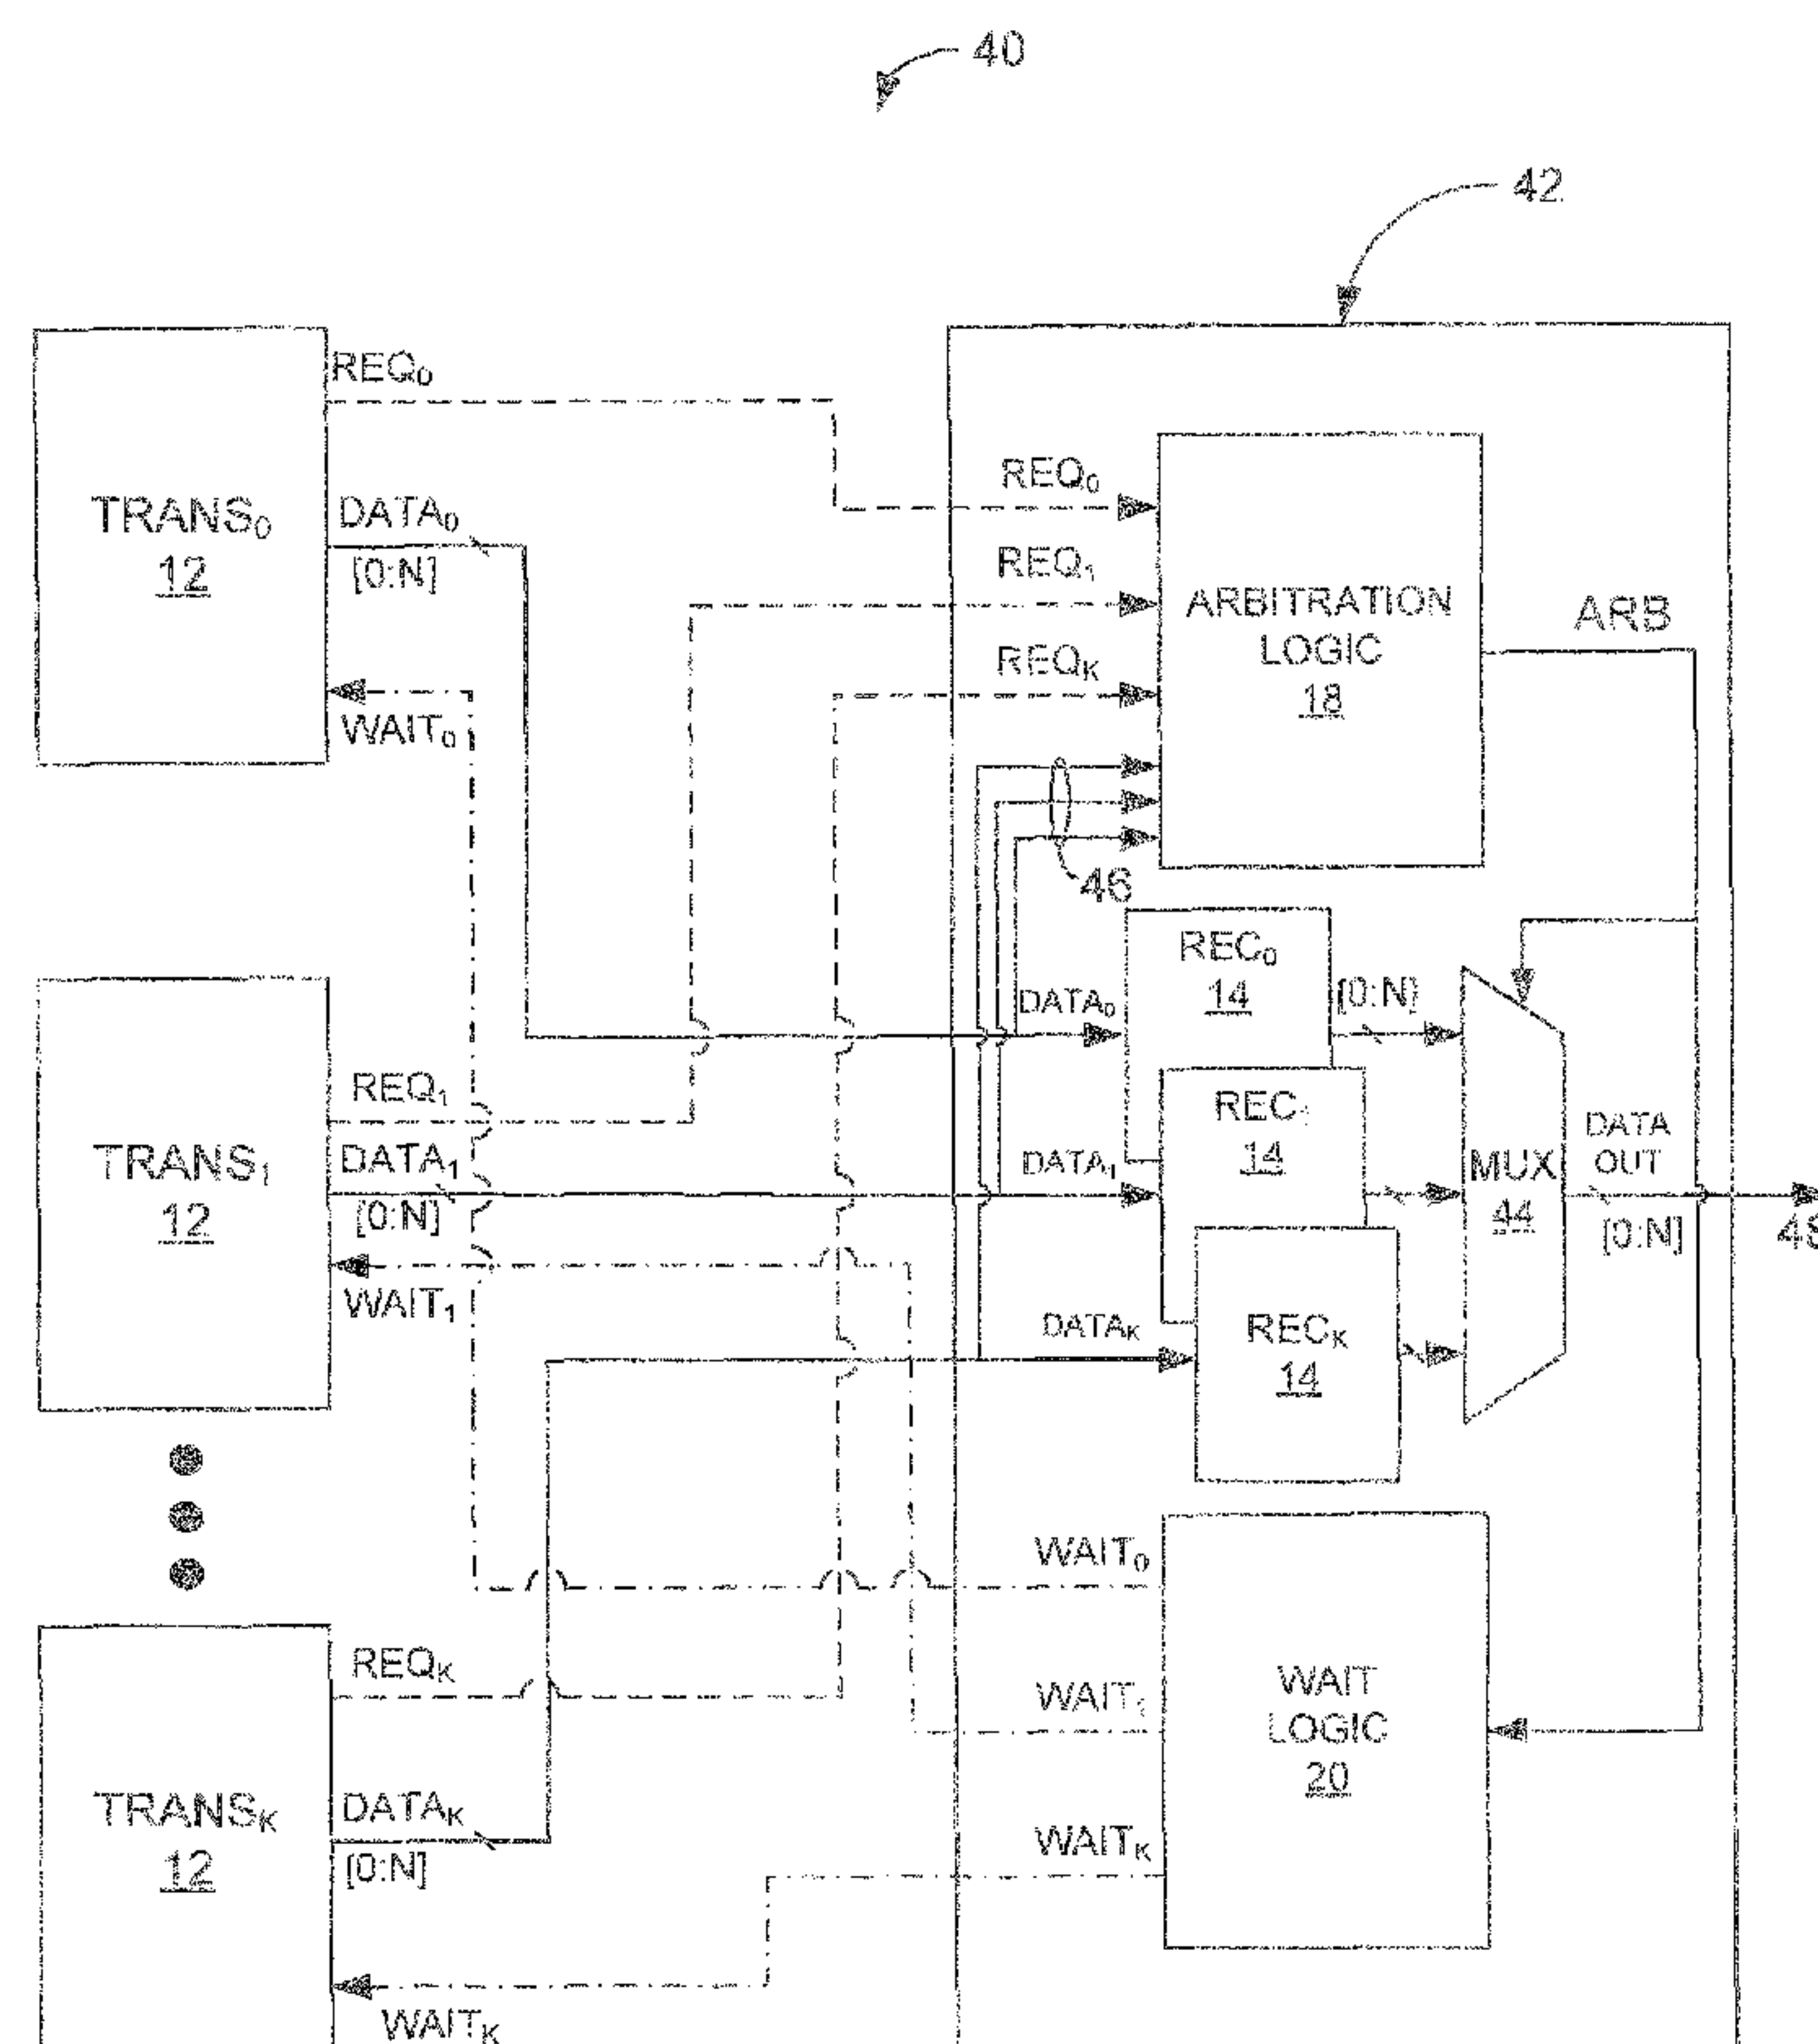 40
42
TRANS₀
12
REQ₀
DATA₀
[0:N]
WAIT₀
REQ₀
REQ₁
REQK
ARBITRATION
LOGIC
18
ARB
46
TRANS₁
12
REQ₁
DATA₁
[0:N]
WAIT₁
DATA₀
REC₀
14
[0:N]
DATA₁
REC₁
14
DATAK
RECK
14
MUX
44
DATA
OUT
[0:N]
TRANSK
12
REQK
DATAK
[0:N]
WAITK
WAIT₀
WAIT₁
WAITK
WAIT
LOGIC
20